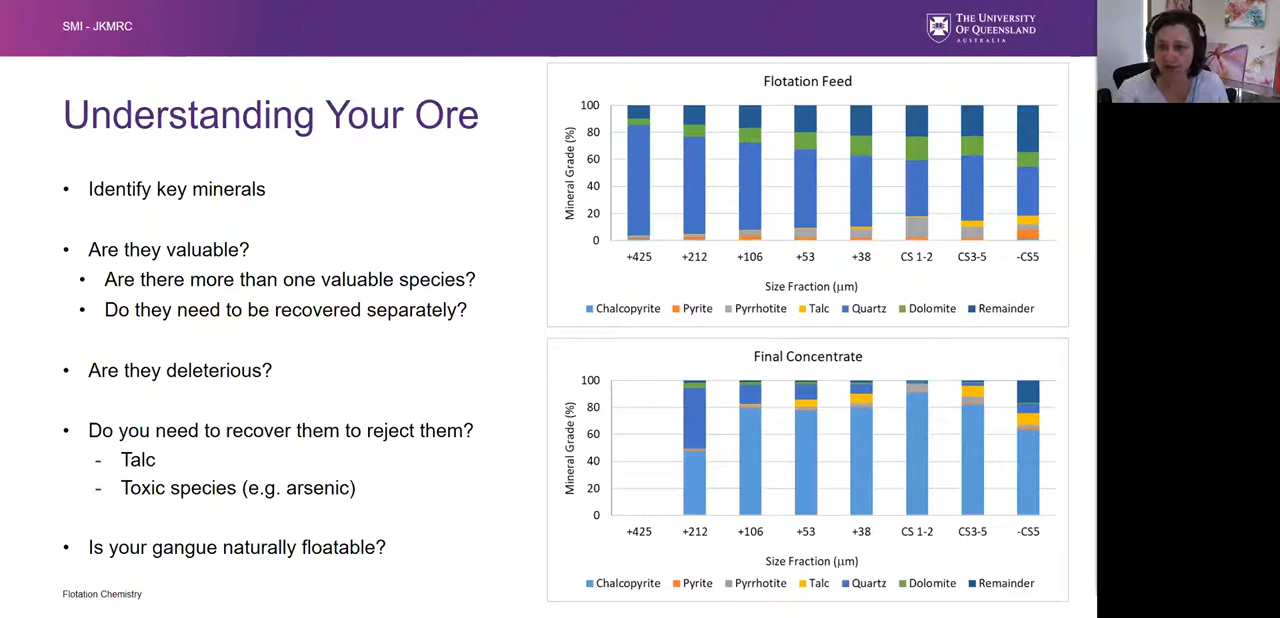 SMI - JKMRC
THE UNIVERSITY
OF QUEENSLAND
AUSTRALIA
Understanding Your Ore
• Identify key minerals
• Are they valuable?
• Are there more than one valuable species?
• Do they need to be recovered separately?
• Are they deleterious?
• Do you need to recover them to reject them?
- Talc
- Toxic species (e.g. arsenic)
• Is your gangue naturally floatable?
Flotation Chemistry
Flotation Feed
Mineral Grade (%)
100
80
60
40
20
0
+425 +212 +106 +53 +38 CS 1-2 CS3-5 -CS5
Size Fraction (μm)
Chalcopyrite Pyrite Pyrrhotite Talc Quartz Dolomite Remainder
Final Concentrate
Mineral Grade (%)
100
80
60
40
20
0
+425 +212 +106 +53 +38 CS 1-2 CS3-5 -CS5
Size Fraction (μm)
Chalcopyrite Pyrite Pyrrhotite Talc Quartz Dolomite Remainder